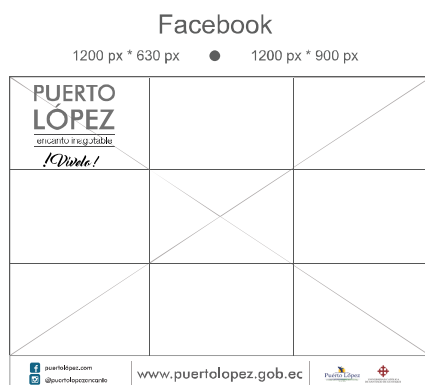 Facebook
1200 px * 630 px ● 1200 px * 900 px
PUERTO
LÓPEZ
encanto inagotable
¡Vívelo!
puertolópez.com
@puertolopezencanto
www.puertolopez.gob.ec
Puerto López